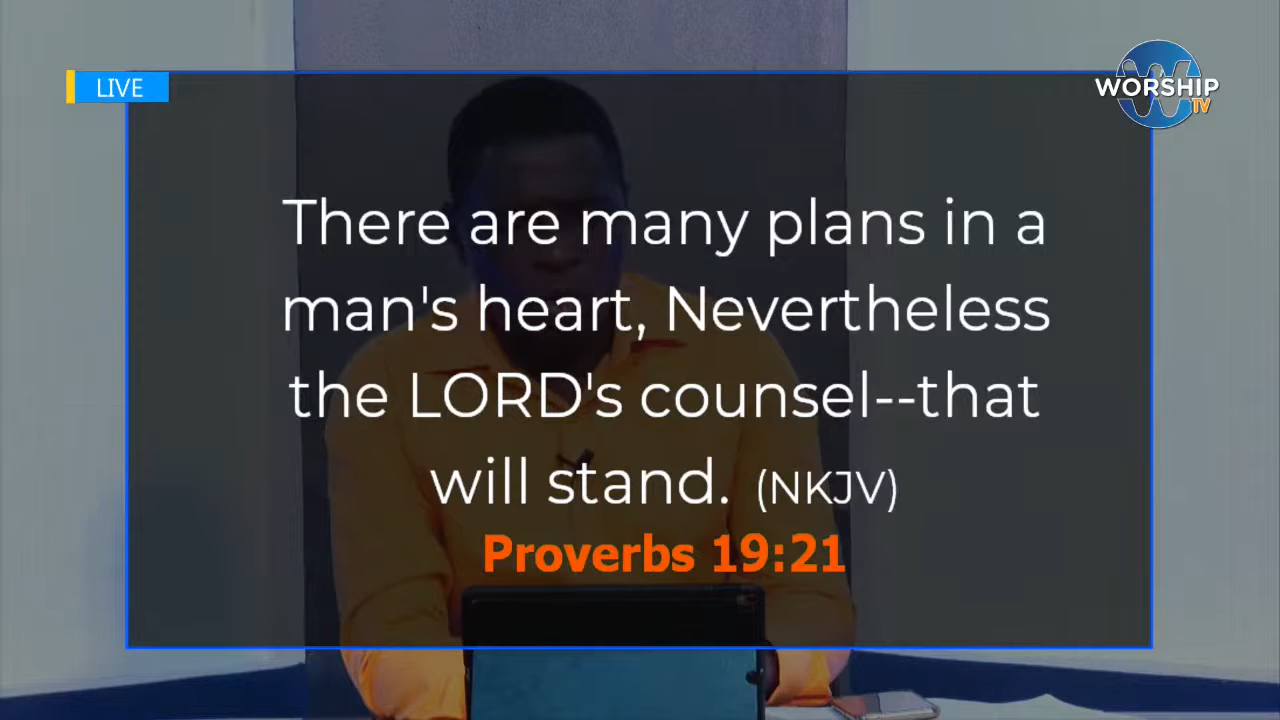 LIVE
WORSHIP
TV
There are many plans in a
man's heart, Nevertheless
the LORD's counsel--that
will stand. (NKJV)
Proverbs 19:21